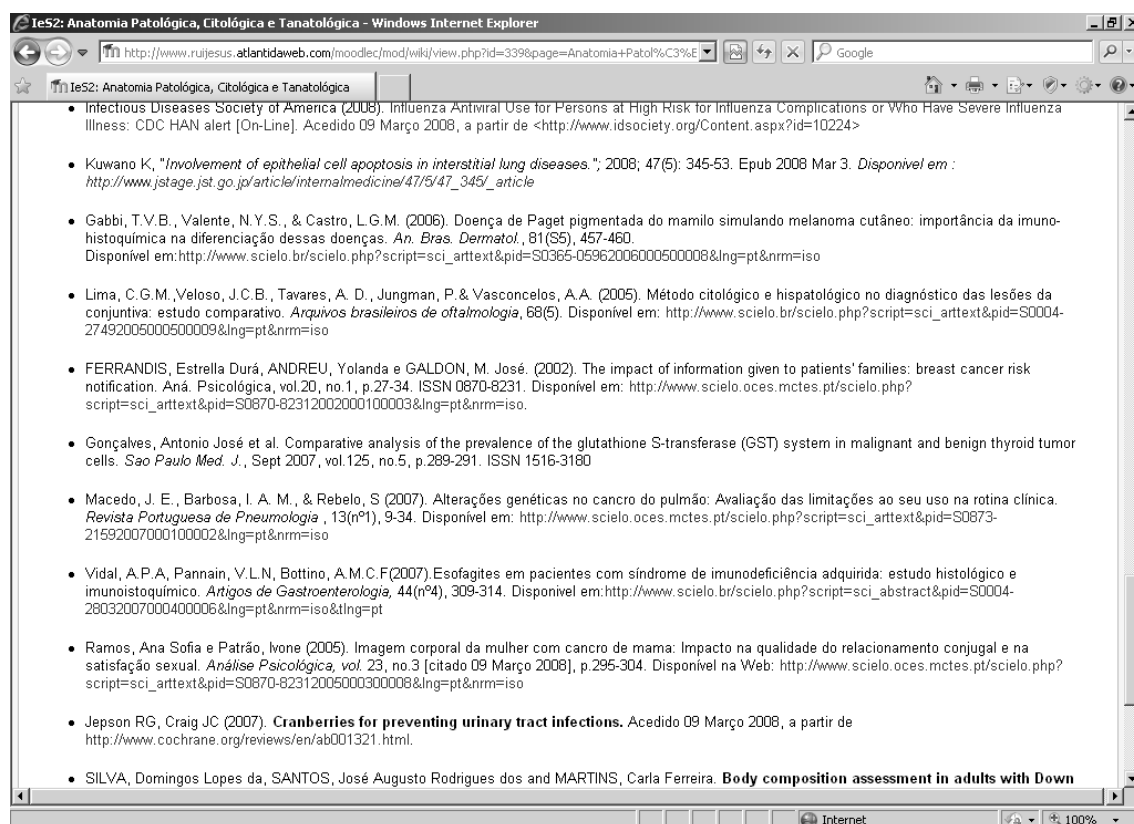 IeS2: Anatomia Patológica, Citológica e Tanatológica - Windows Internet Explorer
http://www.ruijesus.atlantidaweb.com/moodlec/mod/wiki/view.php?id=339&page=Anatomia+Patol%C3%E
Google
IeS2: Anatomia Patológica, Citológica e Tanatológica
• Infectious Diseases Society of America (2008). Influenza Antiviral Use for Persons at High Risk for Influenza Complications or Who Have Severe Influenza
Illness: CDC HAN alert [On-Line]. Acedido 09 Março 2008, a partir de <http://www.idsociety.org/Content.aspx?id=10224>
• Kuwano K, "Involvement of epithelial cell apoptosis in interstitial lung diseases."; 2008; 47(5): 345-53. Epub 2008 Mar 3. Disponivel em :
http://www.jstage.jst.go.jp/article/internalmedicine/47/5/47_345/_article
• Gabbi, T.V.B., Valente, N.Y.S., & Castro, L.G.M. (2006). Doença de Paget pigmentada do mamilo simulando melanoma cutâneo: importância da imuno-
histoquímica na diferenciação dessas doenças. An. Bras. Dermatol., 81(S5), 457-460.
Disponível em:http://www.scielo.br/scielo.php?script=sci_arttext&pid=S0365-05962006000500008&lng=pt&nrm=iso
• Lima, C.G.M.,Veloso, J.C.B., Tavares, A. D., Jungman, P.& Vasconcelos, A.A. (2005). Método citológico e hispatológico no diagnóstico das lesões da
conjuntiva: estudo comparativo. Arquivos brasileiros de oftalmologia, 68(5). Disponível em: http://www.scielo.br/scielo.php?script=sci_arttext&pid=S0004-
27492005000500009&lng=pt&nrm=iso
• FERRANDIS, Estrella Durá, ANDREU, Yolanda e GALDON, M. José. (2002). The impact of information given to patients' families: breast cancer risk
notification. Aná. Psicológica, vol.20, no.1, p.27-34. ISSN 0870-8231. Disponível em: http://www.scielo.oces.mctes.pt/scielo.php?
script=sci_arttext&pid=S0870-82312002000100003&lng=pt&nrm=iso.
• Gonçalves, Antonio José et al. Comparative analysis of the prevalence of the glutathione S-transferase (GST) system in malignant and benign thyroid tumor
cells. Sao Paulo Med. J., Sept 2007, vol.125, no.5, p.289-291. ISSN 1516-3180
• Macedo, J. E., Barbosa, I. A. M., & Rebelo, S (2007). Alterações genéticas no cancro do pulmão: Avaliação das limitações ao seu uso na rotina clínica.
Revista Portuguesa de Pneumologia , 13(nº1), 9-34. Disponível em: http://www.scielo.oces.mctes.pt/scielo.php?script=sci_arttext&pid=S0873-
21592007000100002&lng=pt&nrm=iso
• Vidal, A.P.A, Pannain, V.L.N, Bottino, A.M.C.F(2007).Esofagites em pacientes com síndrome de imunodeficiência adquirida: estudo histológico e
imunoistoquímico. Artigos de Gastroenterologia, 44(nº4), 309-314. Disponivel em:http://www.scielo.br/scielo.php?script=sci_abstract&pid=S0004-
28032007000400006&lng=pt&nrm=iso&tlng=pt
• Ramos, Ana Sofia e Patrão, Ivone (2005). Imagem corporal da mulher com cancro de mama: Impacto na qualidade do relacionamento conjugal e na
satisfação sexual. Análise Psicológica, vol. 23, no.3 [citado 09 Março 2008], p.295-304. Disponível na Web: http://www.scielo.oces.mctes.pt/scielo.php?
script=sci_arttext&pid=S0870-82312005000300008&lng=pt&nrm=iso
• Jepson RG, Craig JC (2007). Cranberries for preventing urinary tract infections. Acedido 09 Março 2008, a partir de
http://www.cochrane.org/reviews/en/ab001321.html.
• SILVA, Domingos Lopes da, SANTOS, José Augusto Rodrigues dos and MARTINS, Carla Ferreira. Body composition assessment in adults with Down
Internet
100%